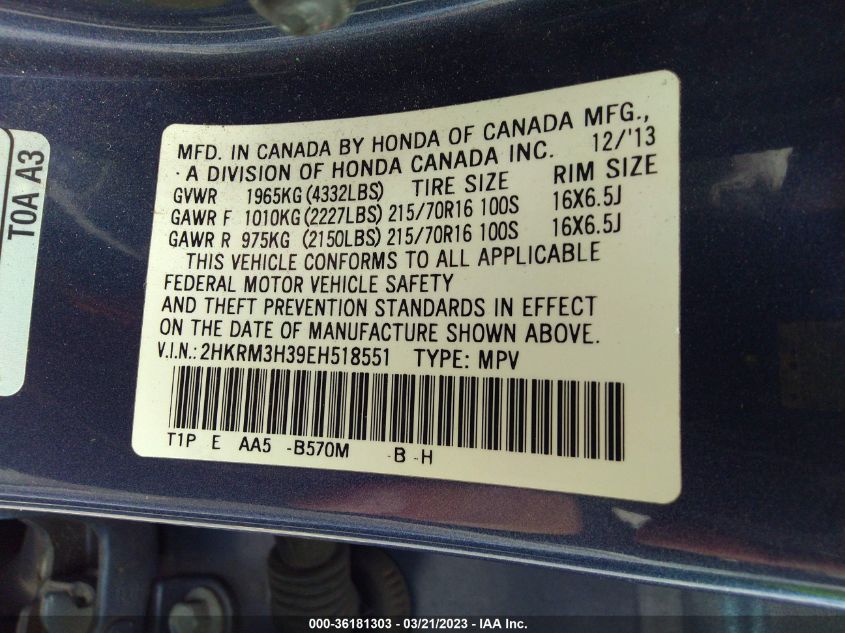 MFD. IN CANADA BY HONDA OF CANADA MFG.,
A DIVISION OF HONDA CANADA INC. 12/'13
GVWR 1965KG (4332LBS) TIRE SIZE RIM SIZE
GAWR F 1010KG (2227LBS) 215/70R16 100S 16X6.5J
GAWR R 975KG (2150LBS) 215/70R16 100S 16X6.5J
THIS VEHICLE CONFORMS TO ALL APPLICABLE
FEDERAL MOTOR VEHICLE SAFETY
AND THEFT PREVENTION STANDARDS IN EFFECT
ON THE DATE OF MANUFACTURE SHOWN ABOVE.
V.I.N.: 2HKRM3H39EH518551 TYPE: MPV
T1P E AA5 -B570M -B -H
TOA A3
000-36181303 - 03/21/2023 - IAA Inc.